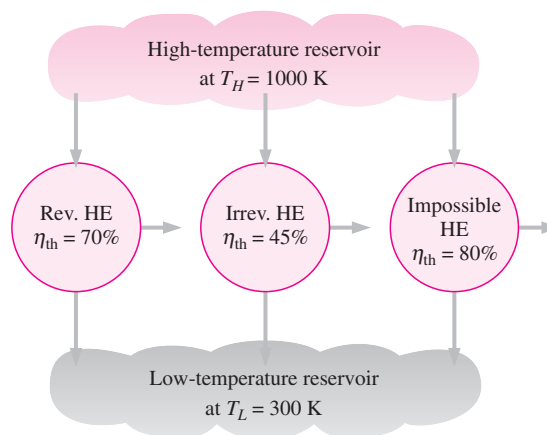 High-temperature reservoir
at T_H = 1000 K
Rev. HE
η_th = 70%
Irrev. HE
η_th = 45%
Impossible
HE
η_th = 80%
Low-temperature reservoir
at T_L = 300 K